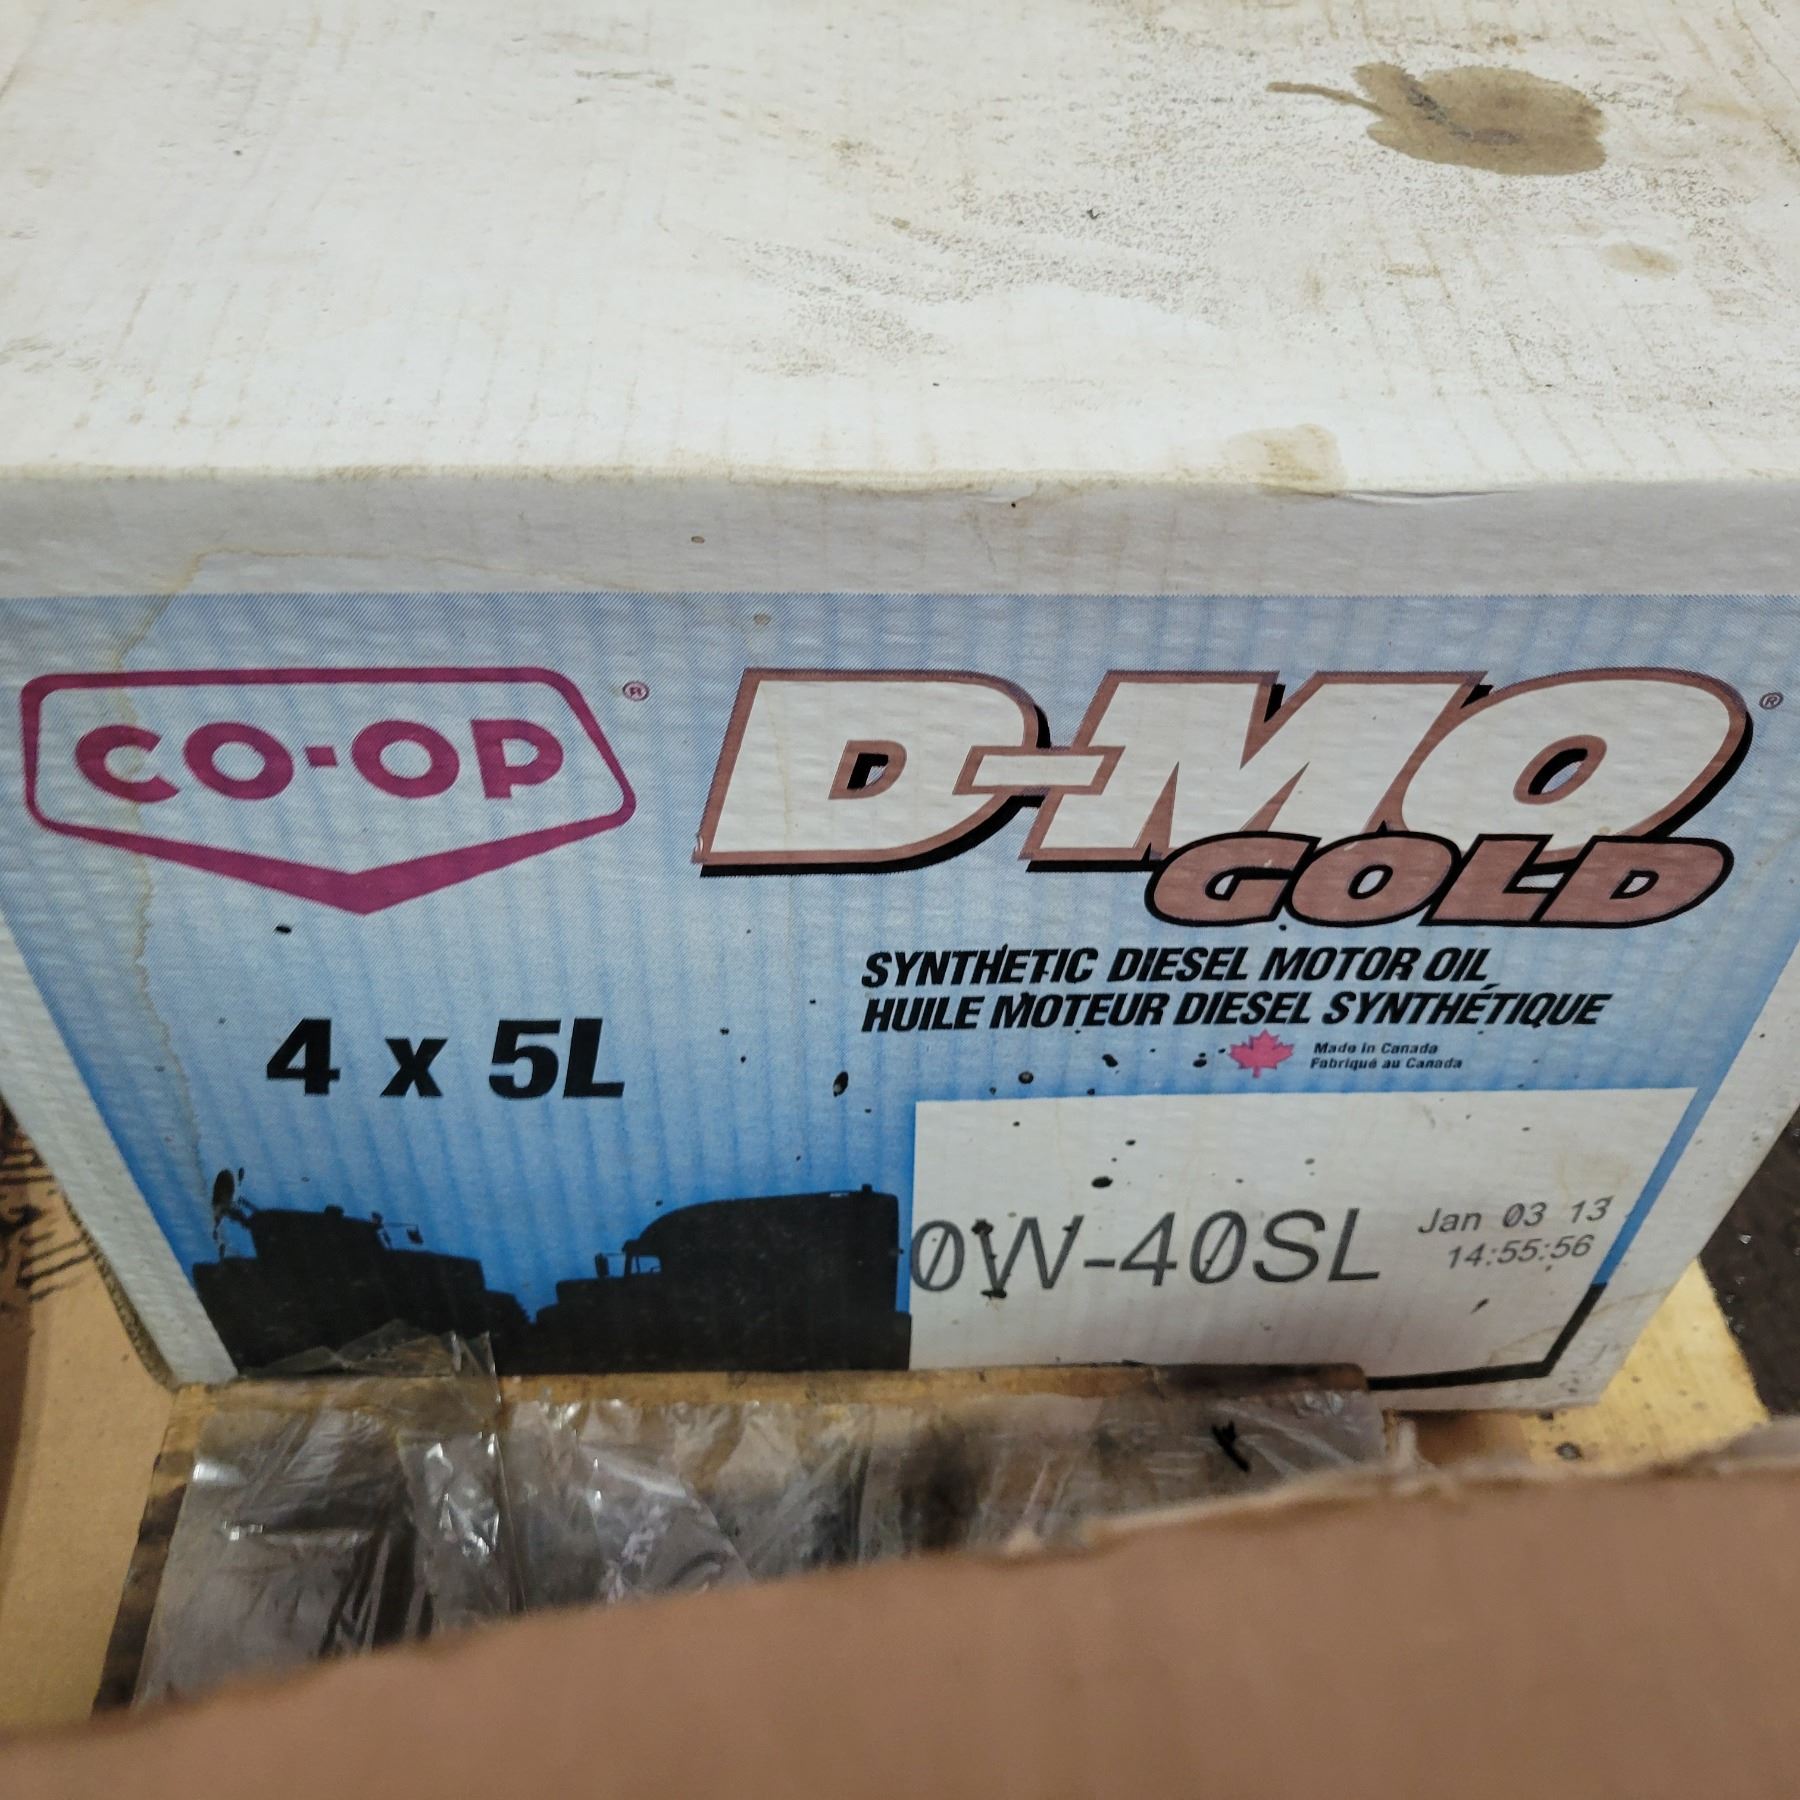 CO-OP ®
D-MO ®
GOLD
SYNTHETIC DIESEL MOTOR OIL
HUILE MOTEUR DIESEL SYNTHÉTIQUE
Made in Canada
Fabriqué au Canada
4 x 5L
0W-40SL
Jan 03 13
14:55:56